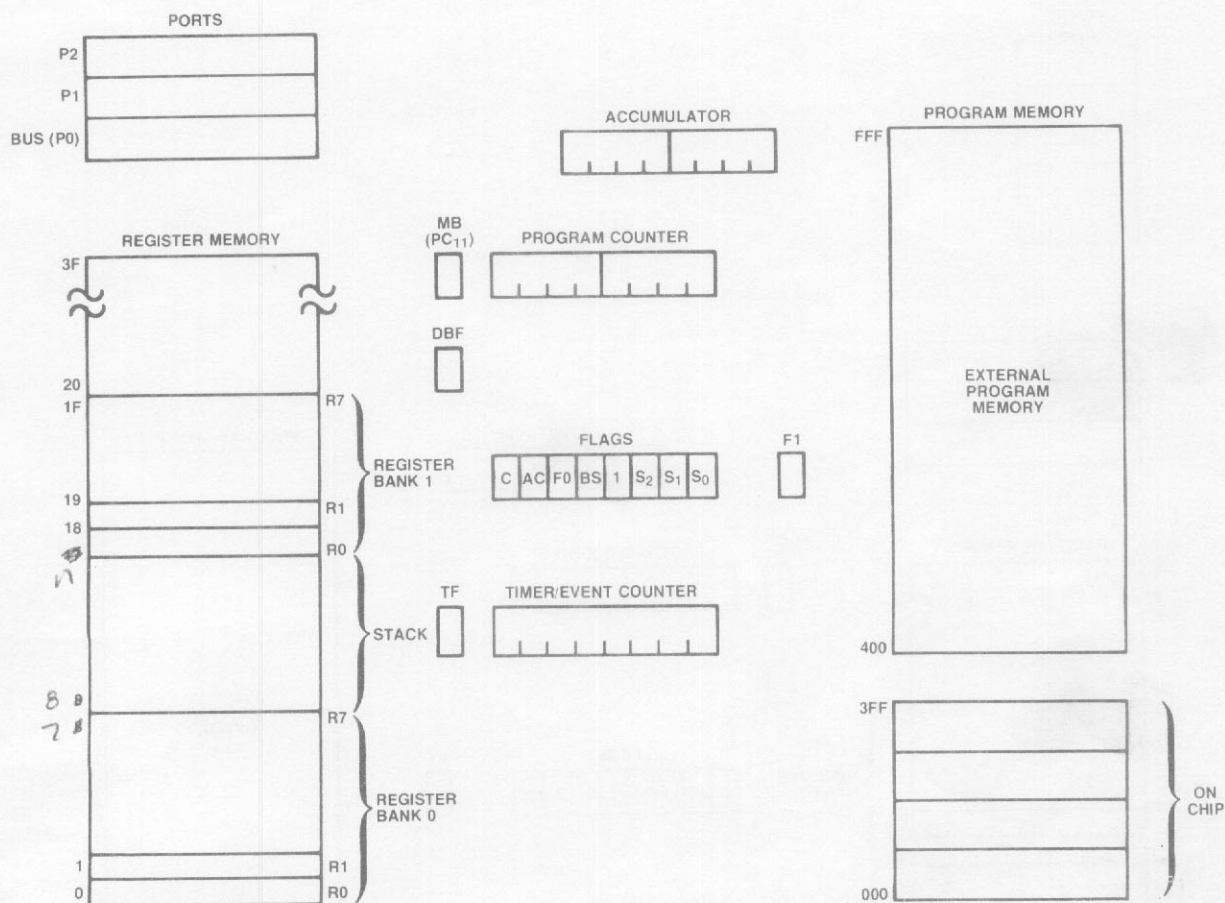 PORTS
P2
P1
BUS (P0)
REGISTER MEMORY
3F
20
1F
19
18
17
8 9
7 8
1
0
R7
R1
R0
R7
R1
R0
REGISTER
BANK 1
STACK
REGISTER
BANK 0
ACCUMULATOR
MB
(PC11)
PROGRAM COUNTER
DBF
FLAGS
C AC F0 BS 1 S2 S1 S0
F1
TF
TIMER/EVENT COUNTER
PROGRAM MEMORY
FFF
EXTERNAL
PROGRAM
MEMORY
400
3FF
000
ON
CHIP